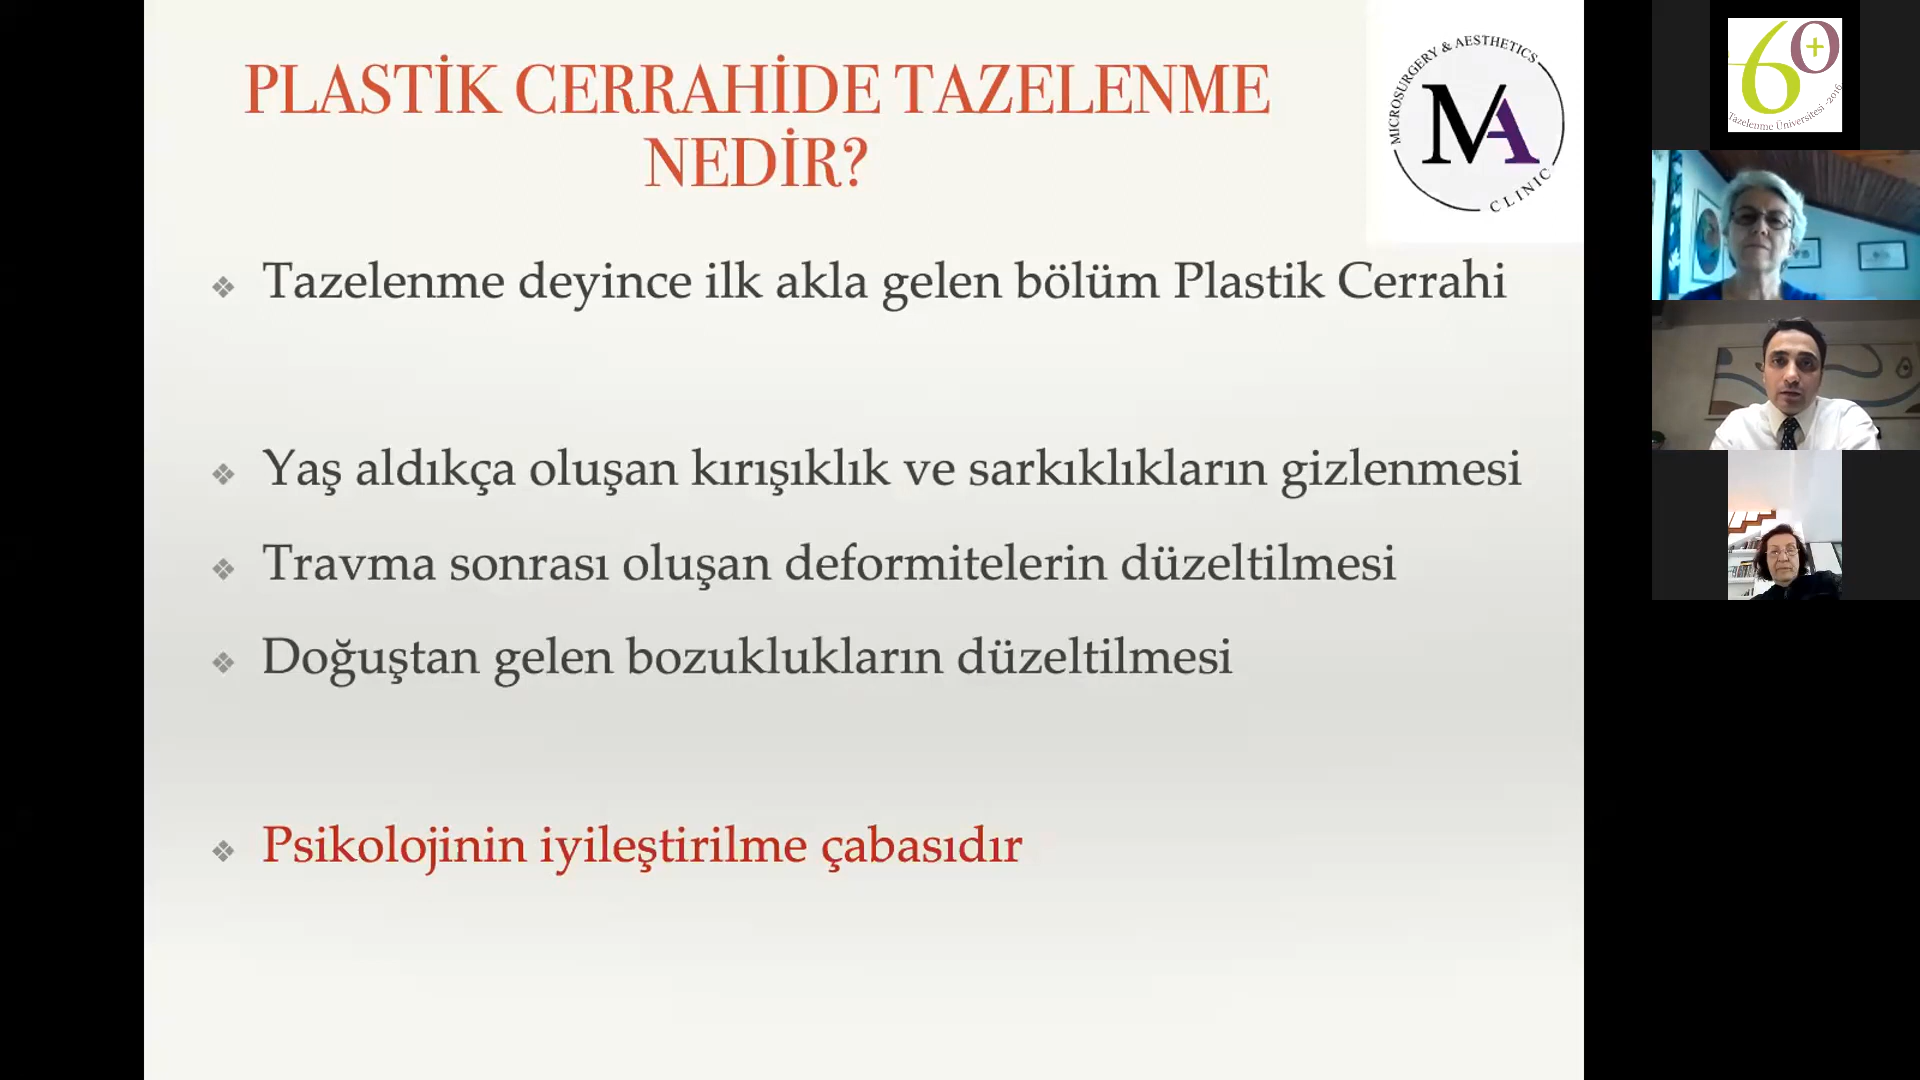 PLASTİK CERRAHİDE TAZELENME
NEDİR?
MICROSURGERY & AESTHETICS
MA
CLINIC
Tazelenme deyince ilk akla gelen bölüm Plastik Cerrahi
Yaş aldıkça oluşan kırışıklık ve sarkıklıkların gizlenmesi
Travma sonrası oluşan deformitelerin düzeltilmesi
Doğuştan gelen bozuklukların düzeltilmesi
Psikolojinin iyileştirilme çabasıdır
60+
Tazelenme Üniversitesi -2016